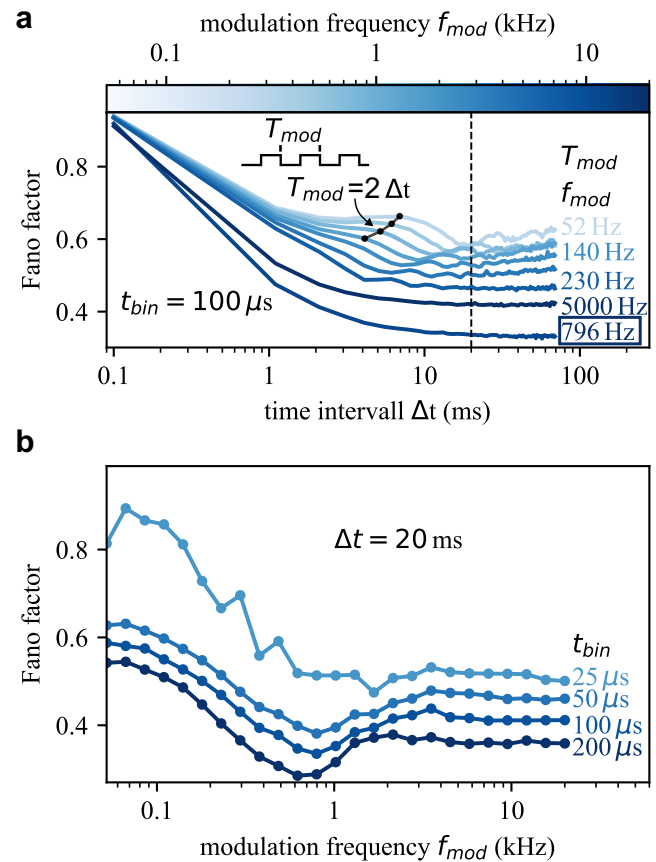 a
modulation frequency f_mod (kHz)
0.1 1 10
T_mod
T_mod = 2 Δt
T_mod
f_mod
52 Hz
140 Hz
230 Hz
5000 Hz
796 Hz
t_bin = 100 μs
Fano factor
0.8
0.6
0.4
0.1 1 10 100
time intervall Δt (ms)
b
Δt = 20 ms
Fano factor
0.8
0.6
0.4
t_bin
25 μs
50 μs
100 μs
200 μs
0.1 1 10
modulation frequency f_mod (kHz)